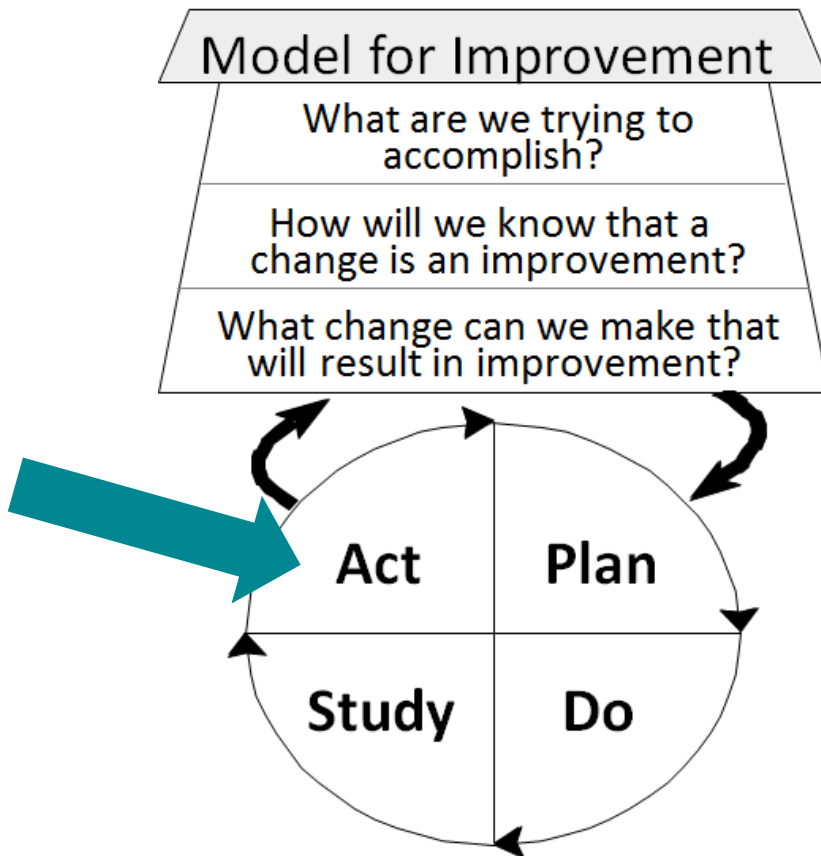 Model for Improvement
What are we trying to
accomplish?
How will we know that a
change is an improvement?
What change can we make that
will result in improvement?
Act
Plan
Study
Do